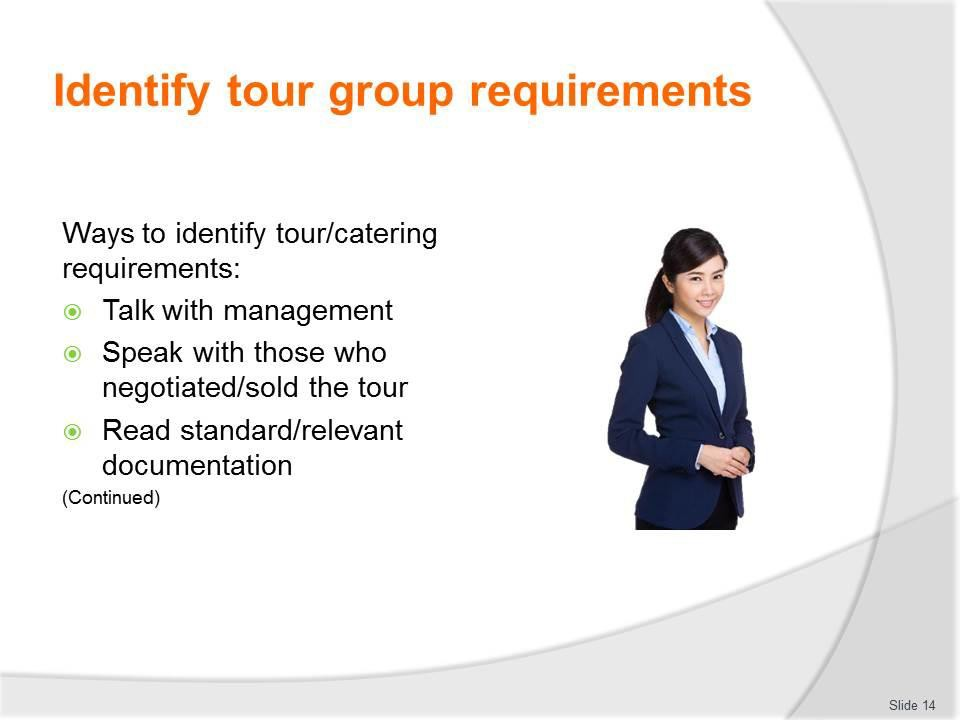 Identify tour group requirements
Ways to identify tour/catering
requirements:
Talk with management
Speak with those who
negotiated/sold the tour
Read standard/relevant
documentation
(Continued)
Slide 14